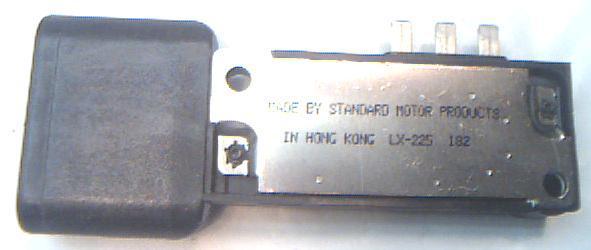 MADE BY STANDARD MOTOR PRODUCTS
IN HONG KONG LX-225 182